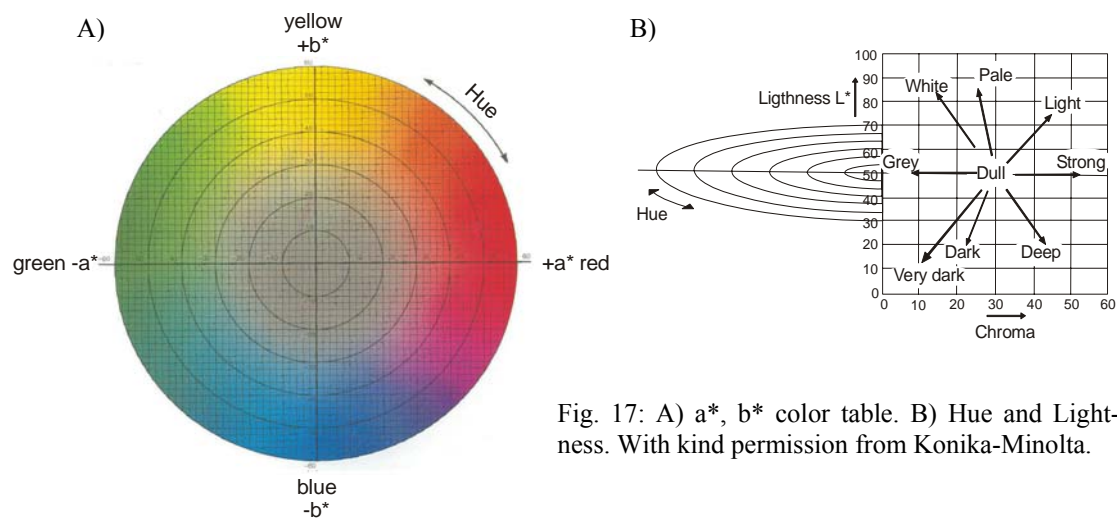 A)
yellow
+b*
Hue
green -a*
+a* red
blue
-b*
60
B)
100
90
80
70
60
50
40
30
20
10
0
Ligthness L*
White
Pale
Light
Grey
Dull
Strong
Hue
Dark
Deep
Very dark
0 10 20 30 40 50 60
Chroma
Fig. 17: A) a*, b* color table. B) Hue and Light-
ness. With kind permission from Konika-Minolta.